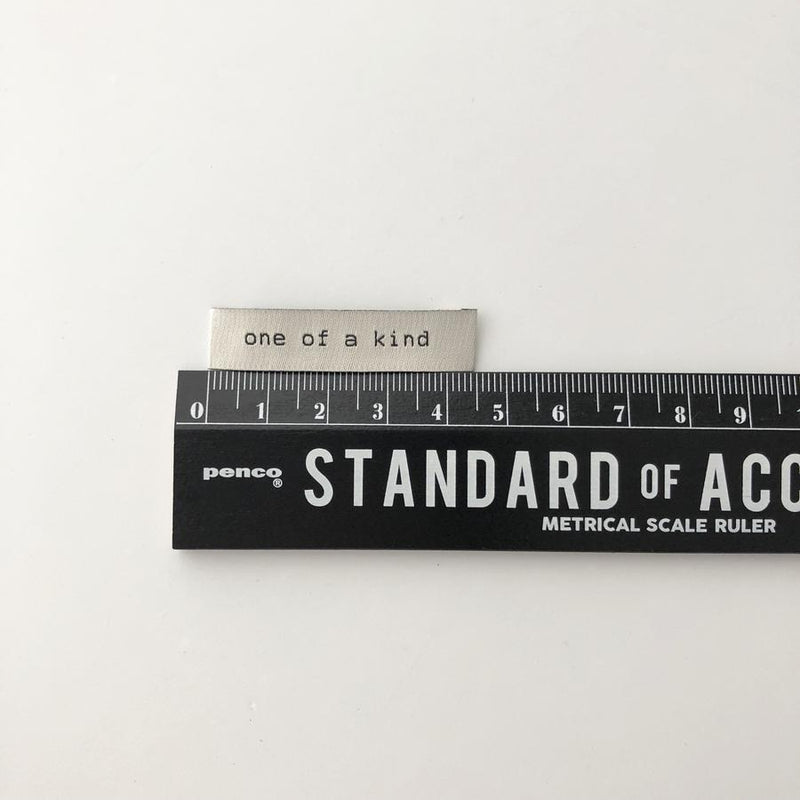 one of a kind
0 1 2 3 4 5 6 7 8 9
penco®
STANDARD OF ACC
METRICAL SCALE RULER